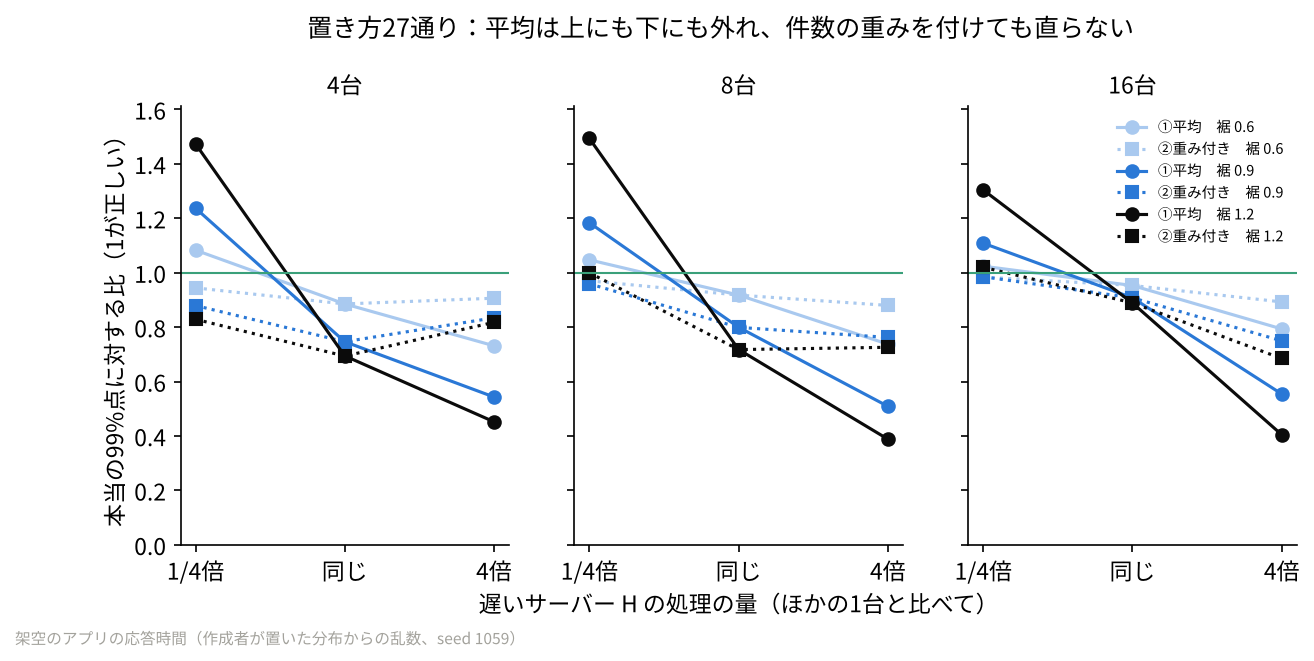 置き方27通り：平均は上にも下にも外れ、件数の重みを付けても直らない
4台
8台
16台
本当の99%点に対する比（1が正しい）
1.6
1.4
1.2
1.0
0.8
0.6
0.4
0.2
0.0
①平均　裾 0.6
②重み付き　裾 0.6
①平均　裾 0.9
②重み付き　裾 0.9
①平均　裾 1.2
②重み付き　裾 1.2
1/4倍 同じ 4倍
1/4倍 同じ 4倍
1/4倍 同じ 4倍
遅いサーバー H の処理の量（ほかの1台と比べて）
架空のアプリの応答時間（作成者が置いた分布からの乱数、seed 1059）